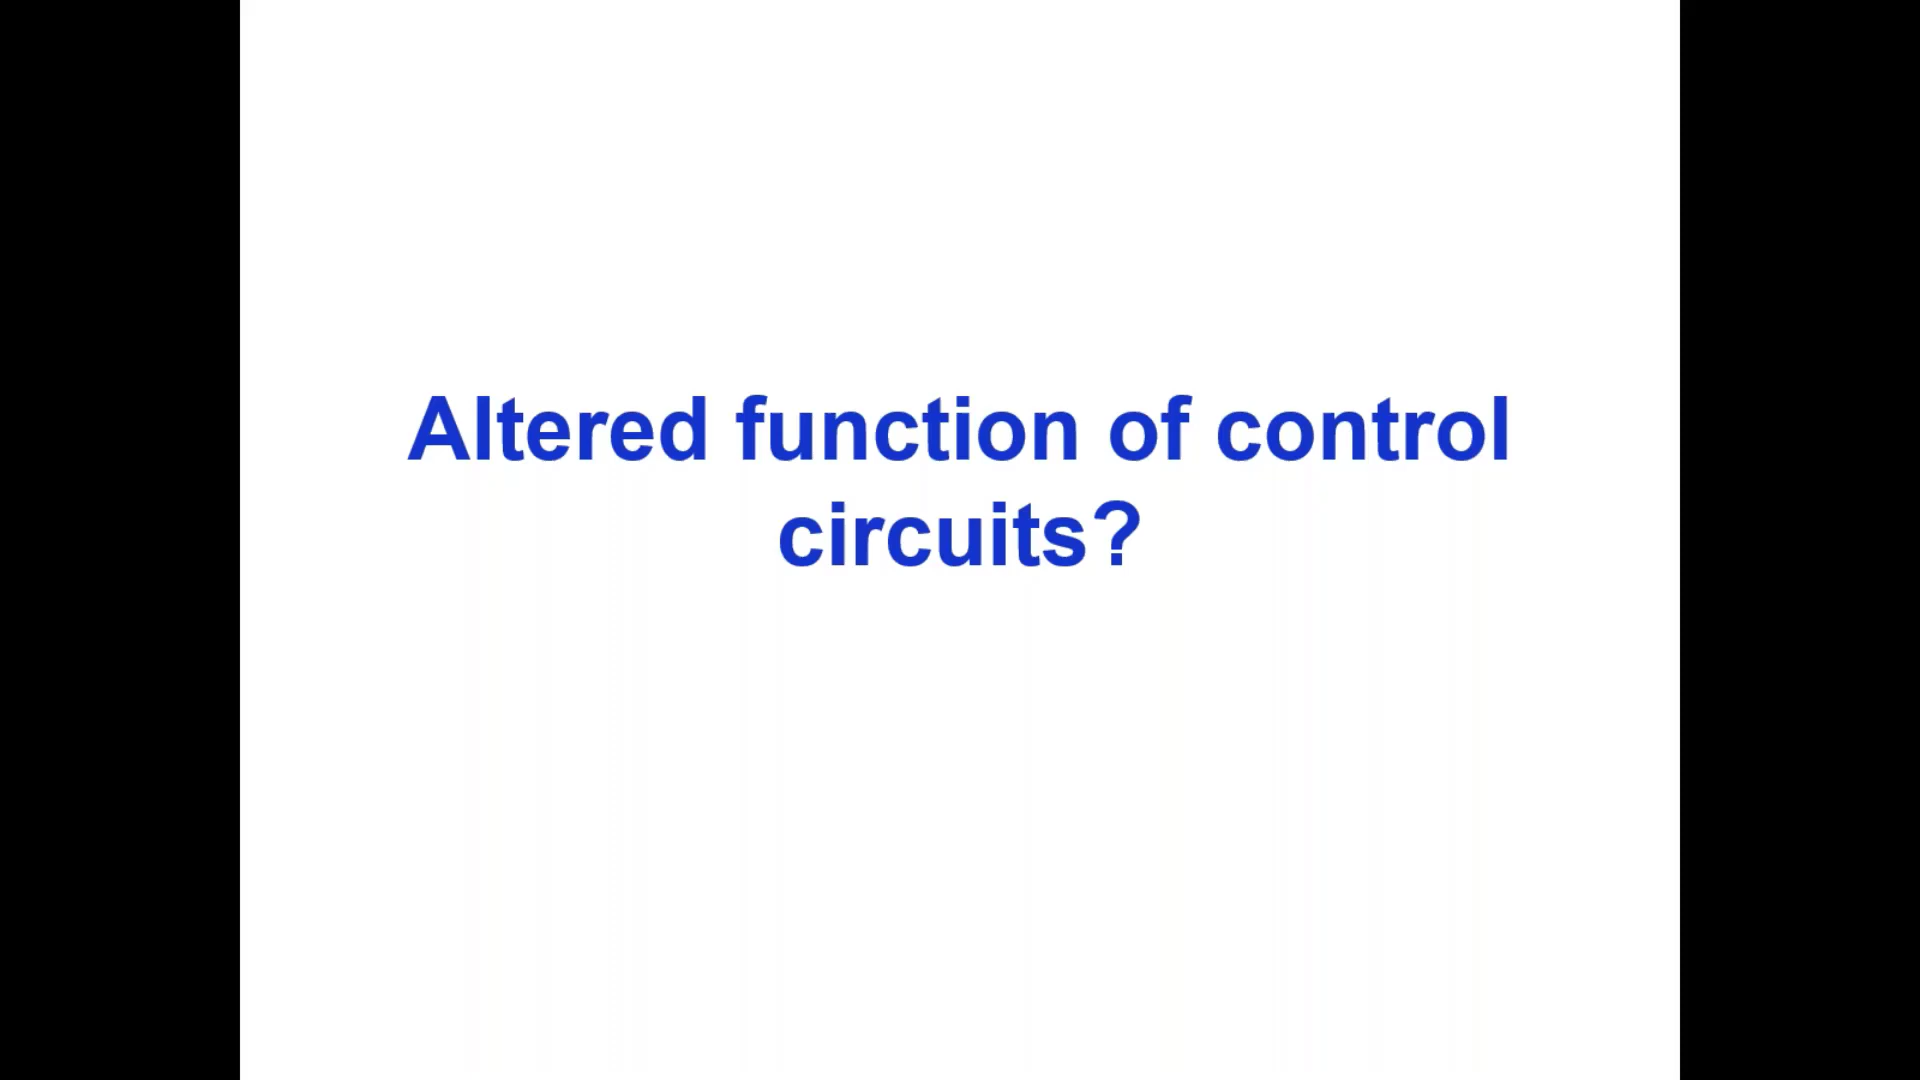 Altered function of control
circuits?